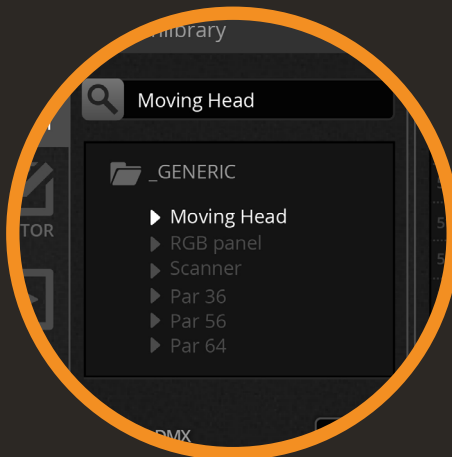 library
Moving Head
_GENERIC
Moving Head
RGB panel
Scanner
Par 36
Par 56
Par 64
TOR
DMX